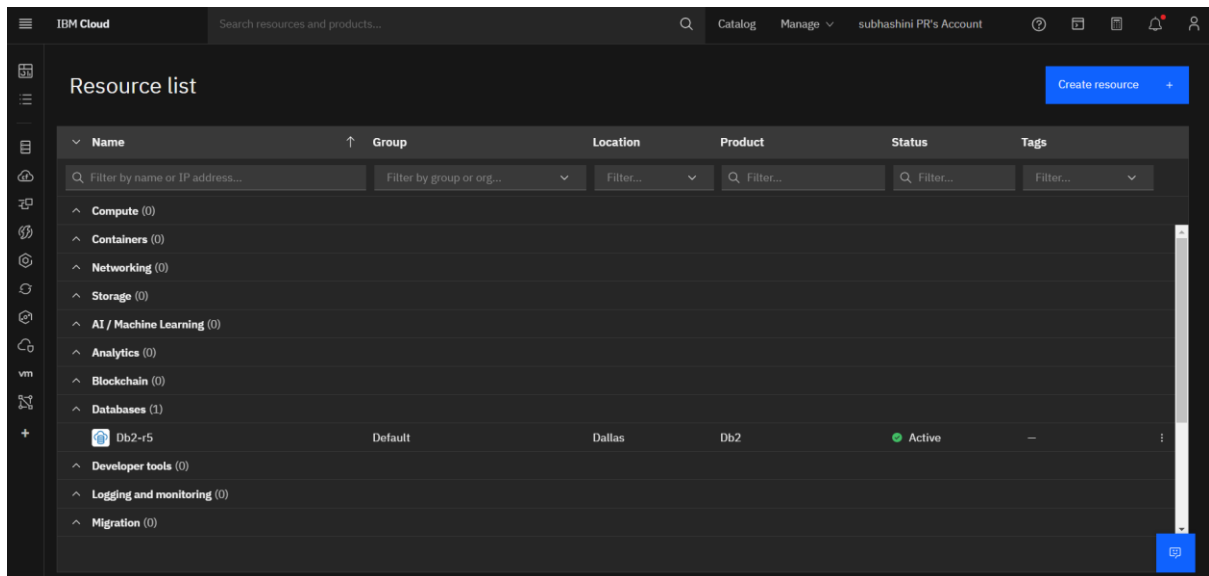 IBM Cloud Search resources and products... Catalog Manage subhashini PR's Account
Resource list Create resource +
Name Group Location Product Status Tags
Filter by name or IP address... Filter by group or org... Filter... Filter... Filter... Filter...
Compute (0)
Containers (0)
Networking (0)
Storage (0)
AI / Machine Learning (0)
Analytics (0)
Blockchain (0)
vm
Databases (1)
Db2-r5 Default Dallas Db2 Active —
Developer tools (0)
Logging and monitoring (0)
Migration (0)